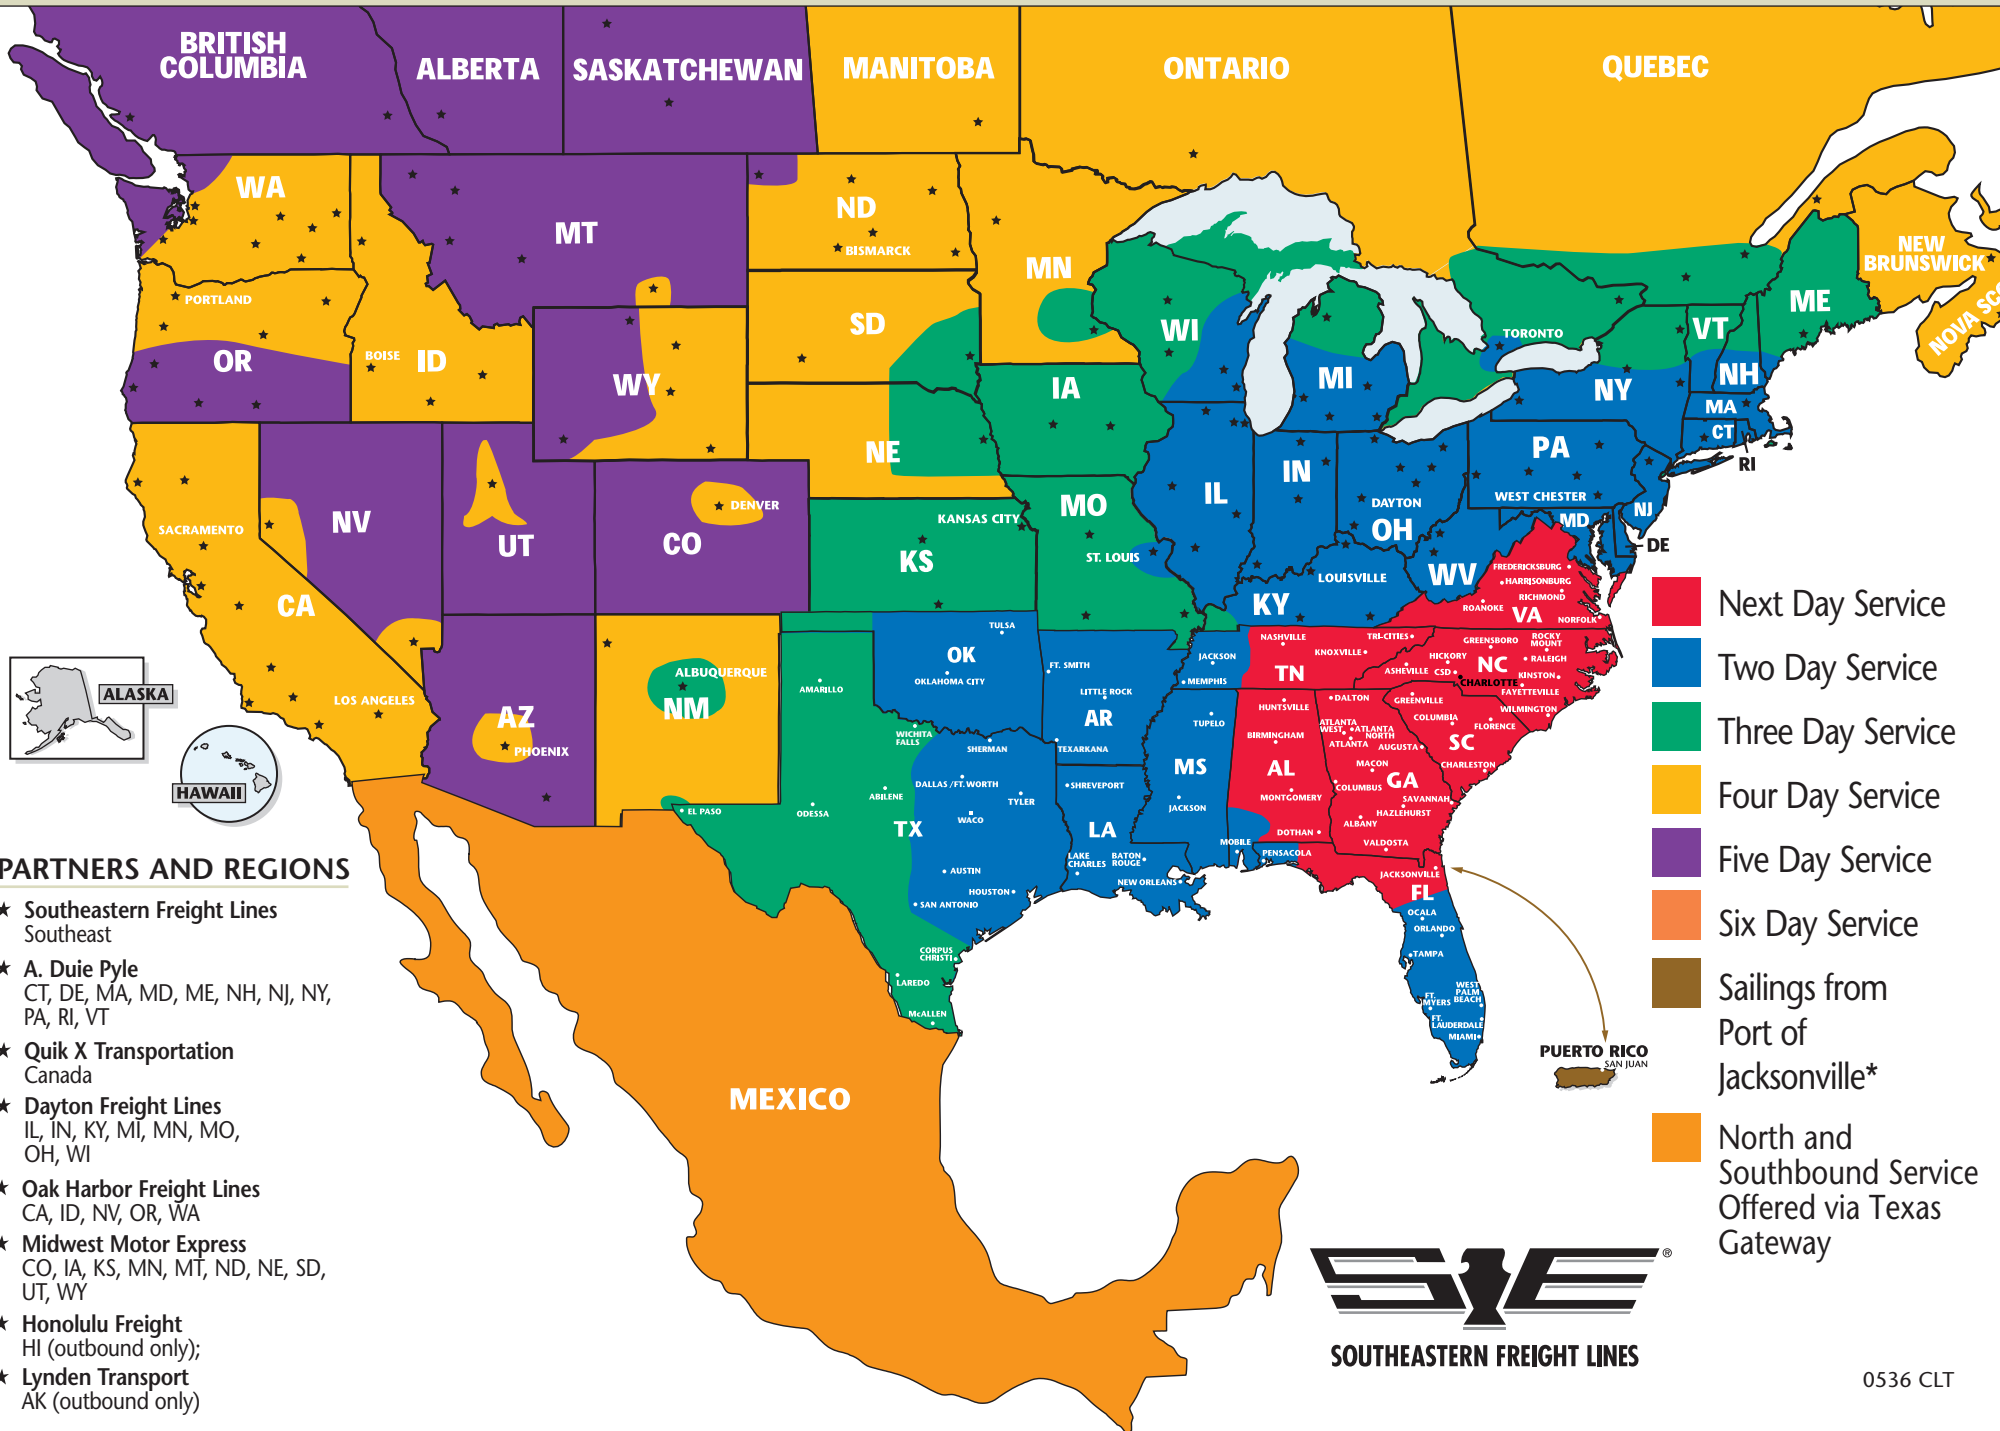 BRITISH
COLUMBIA
ALBERTA
SASKATCHEWAN
MANITOBA
ONTARIO
QUEBEC
WA
MT
ND
BISMARCK
MN
NEW
BRUNSWICK
ME
PORTLAND
OR
BOISE
ID
WY
SD
WI
MI
TORONTO
VT
NH
NY
NOVA SCO
IA
MA
CT
RI
NE
PA
WEST CHESTER
NJ
IL
IN
DAYTON
OH
MD
DE
SACRAMENTO
NV
UT
DENVER
CO
KANSAS CITY
KS
MO
ST. LOUIS
LOUISVILLE
KY
WV
FREDERICKSBURG
HARRISONBURG
RICHMOND
ROANOKE
VA
NORFOLK
CA
LOS ANGELES
AZ
PHOENIX
ALBUQUERQUE
NM
TULSA
OK
OKLAHOMA CITY
AMARILLO
FT. SMITH
LITTLE ROCK
AR
TEXARKANA
JACKSON
MEMPHIS
NASHVILLE
TRI-CITIES
KNOXVILLE
TN
GREENSBORO
ROCKY
MOUNT
HICKORY
NC
RALEIGH
ASHEVILLE
CSD
CHARLOTTE
KINSTON
FAYETTEVILLE
WILMINGTON
GREENVILLE
COLUMBIA
FLORENCE
SC
CHARLESTON
TUPELO
MS
JACKSON
HUNTSVILLE
BIRMINGHAM
AL
MONTGOMERY
DOTHAN
MOBILE
DALTON
ATLANTA
WEST
ATLANTA
NORTH
ATLANTA
AUGUSTA
MACON
GA
COLUMBUS
SAVANNAH
HAZLEHURST
ALBANY
VALDOSTA
WICHITA
FALLS
SHERMAN
DALLAS / FT. WORTH
ABILENE
TYLER
EL PASO
ODESSA
WACO
TX
AUSTIN
HOUSTON
SAN ANTONIO
CORPUS
CHRISTI
LAREDO
McALLEN
SHREVEPORT
LA
LAKE
CHARLES
BATON
ROUGE
NEW ORLEANS
PENSACOLA
JACKSONVILLE
FL
OCALA
ORLANDO
TAMPA
WEST
PALM
BEACH
FT.
MYERS
FT.
LAUDERDALE
MIAMI
PUERTO RICO
SAN JUAN
MEXICO
ALASKA
HAWAII
PARTNERS AND REGIONS
★ Southeastern Freight Lines
Southeast
★ A. Duie Pyle
CT, DE, MA, MD, ME, NH, NJ, NY,
PA, RI, VT
★ Quik X Transportation
Canada
★ Dayton Freight Lines
IL, IN, KY, MI, MN, MO,
OH, WI
★ Oak Harbor Freight Lines
CA, ID, NV, OR, WA
★ Midwest Motor Express
CO, IA, KS, MN, MT, ND, NE, SD,
UT, WY
★ Honolulu Freight
HI (outbound only);
★ Lynden Transport
AK (outbound only)
Next Day Service
Two Day Service
Three Day Service
Four Day Service
Five Day Service
Six Day Service
Sailings from
Port of
Jacksonville*
North and
Southbound Service
Offered via Texas
Gateway
SE®
SOUTHEASTERN FREIGHT LINES
0536 CLT